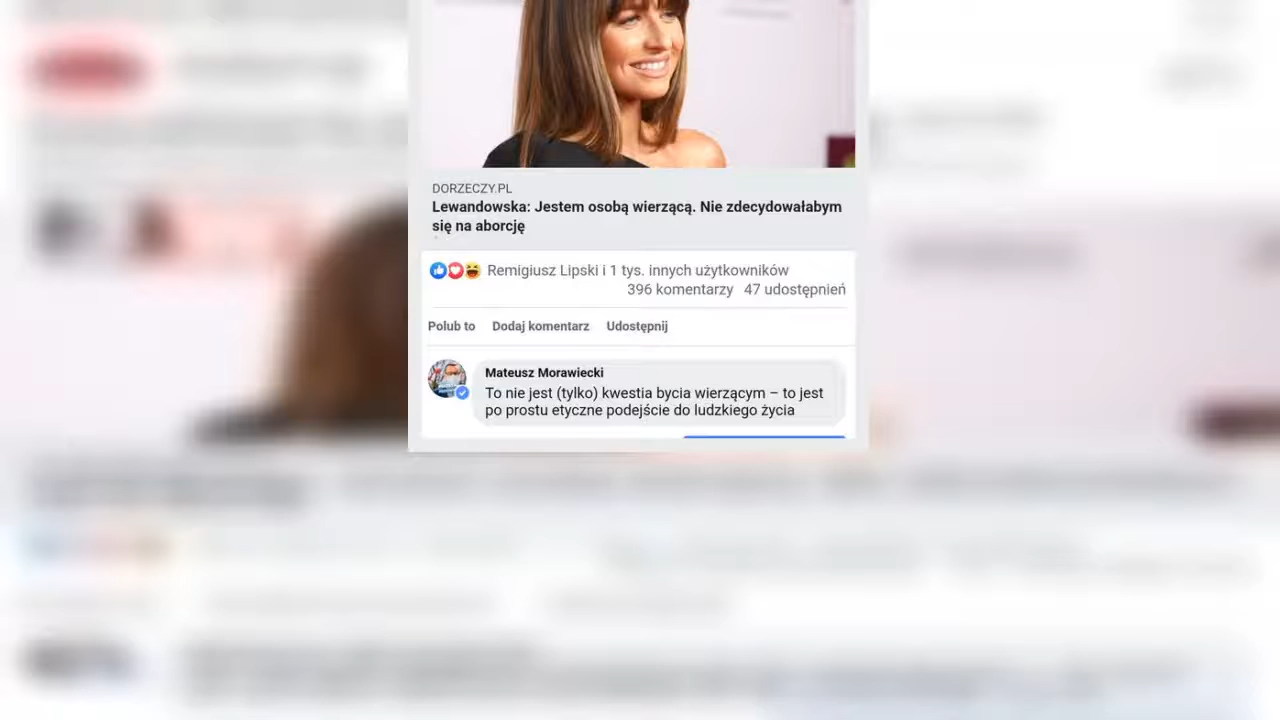 DORZECZY.PL
Lewandowska: Jestem osobą wierzącą. Nie zdecydowałabym
się na aborcję
Remigiusz Lipski i 1 tys. innych użytkowników
396 komentarzy 47 udostępnień
Polub to Dodaj komentarz Udostępnij
Mateusz Morawiecki
To nie jest (tylko) kwestia bycia wierzącym – to jest
po prostu etyczne podejście do ludzkiego życia